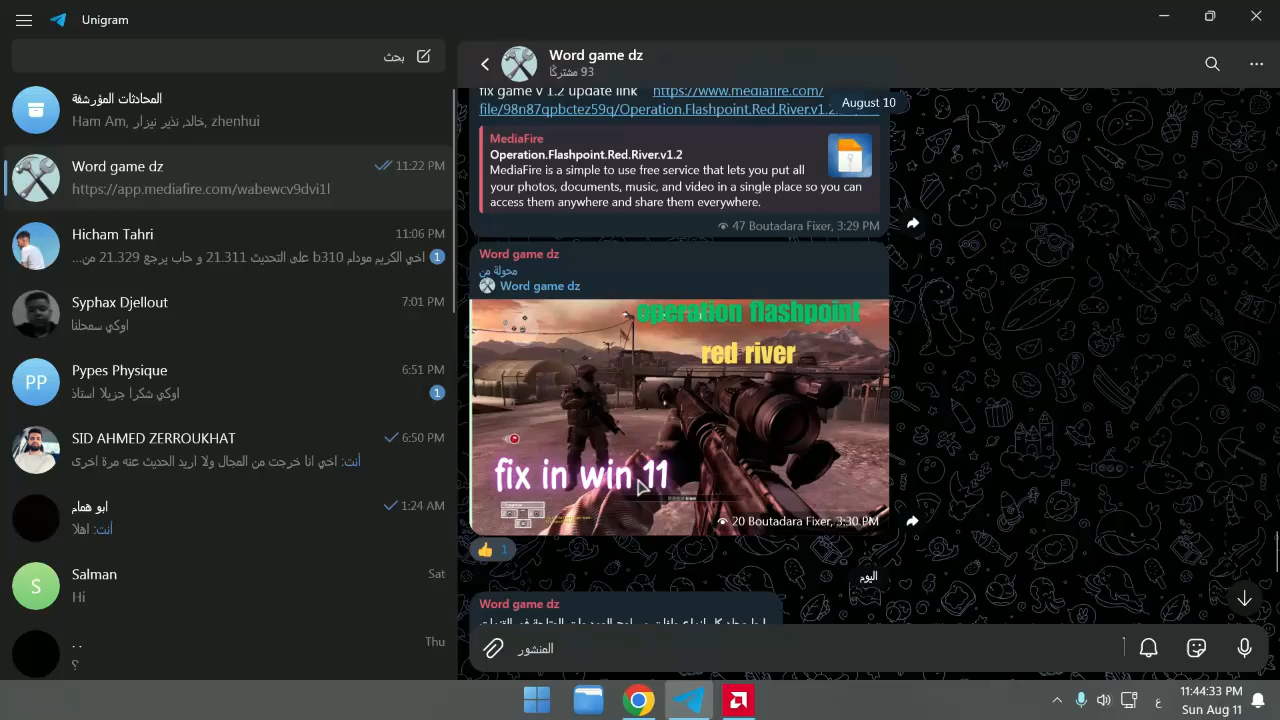 Unigram
بحث
المحادثات المؤرشفة
Ham Am, خالد, نذير نيزار, zhenhui
Word game dz
11:22 PM
https://app.mediafire.com/wabewcv9dvi1l
Hicham Tahri
11:06 PM
اخي الكريم مودام b310 على التحديث 21.311 و حاب يرجع 21.329 من...
1
Syphax Djellout
7:01 PM
اوكي سمحلنا
Pypes Physique
6:51 PM
اوكي شكرا جزيلا استاذ
1
SID AHMED ZERROUKHAT
6:50 PM
أنت: اخي انا خرجت من المجال ولا اريد الحديث عنه مرة اخرى
ابو همام
1:24 AM
أنت: اهلا
Salman
Sat
Hi
. .
Thu
؟
PP
S
Word game dz
93 مشتركًا
fix game v 1.2 update link https://www.mediafire.com/
file/98n87qpbctez59q/Operation.Flashpoint.Red.River.v1.2...
August 10
MediaFire
Operation.Flashpoint.Red.River.v1.2
MediaFire is a simple to use free service that lets you put all
your photos, documents, music, and video in a single place so you can
access them anywhere and share them everywhere.
47 Boutadara Fixer, 3:29 PM
Word game dz
محولة من
Word game dz
operation flashpoint
red river
fix in win 11
20 Boutadara Fixer, 3:30 PM
👍 1
اليوم
Word game dz
المنشور
ع
11:44:33 PM
Sun Aug 11